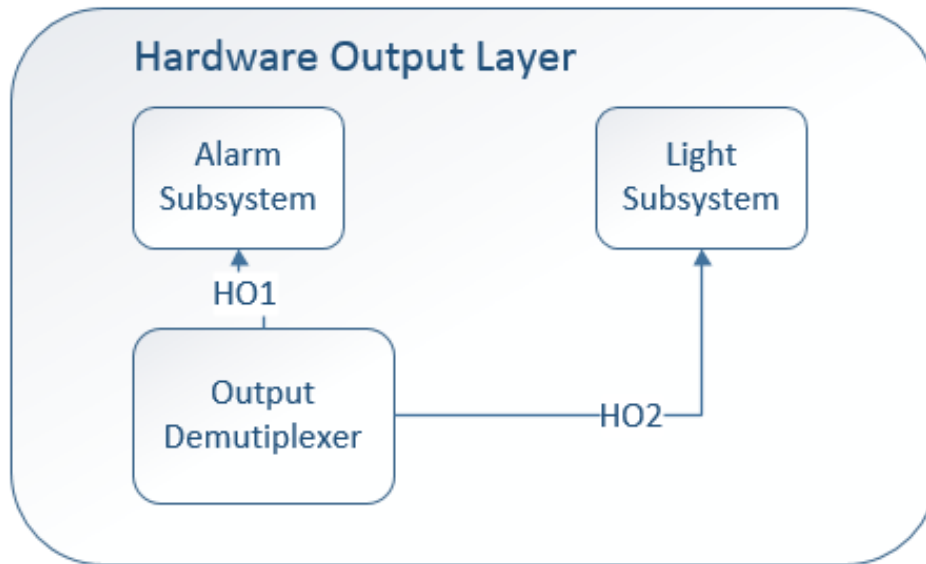 Hardware Output Layer
Alarm
Subsystem
Light
Subsystem
HO1
Output
Demutiplexer
HO2